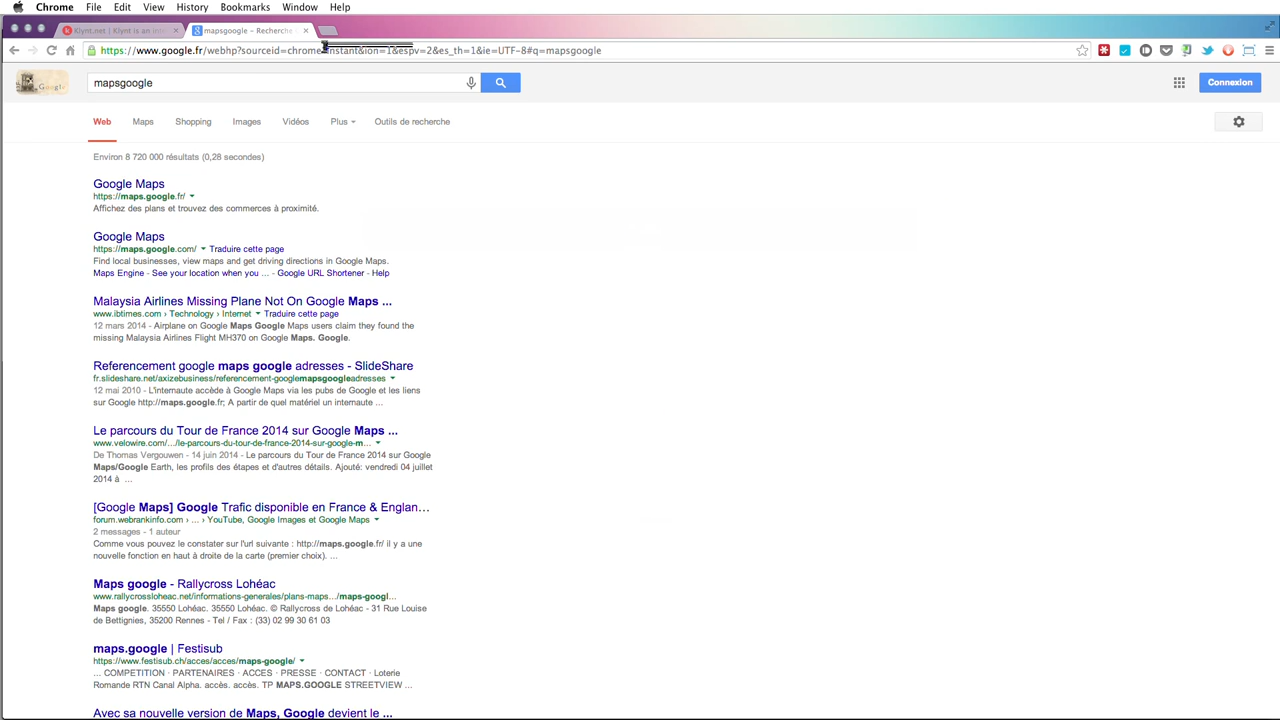 Chrome File Edit View History Bookmarks Window Help
Klynt.net | Klynt is an inn
mapsgoogle – Recherche
https://www.google.fr/webhp?sourceid=chrome-instant&ion=1&espv=2&es_th=1&ie=UTF-8#q=mapsgoogle
Google
mapsgoogle
Connexion
Web Maps Shopping Images Vidéos Plus Outils de recherche
Environ 8 720 000 résultats (0,28 secondes)
Google Maps
https://maps.google.fr/
Affichez des plans et trouvez des commerces à proximité.
Google Maps
https://maps.google.com/ Traduire cette page
Find local businesses, view maps and get driving directions in Google Maps.
Maps Engine - See your location when you ... - Google URL Shortener - Help
Malaysia Airlines Missing Plane Not On Google Maps ...
www.ibtimes.com › Technology › Internet Traduire cette page
12 mars 2014 - Airplane on Google Maps Google Maps users claim they found the
missing Malaysia Airlines Flight MH370 on Google Maps. Google.
Referencement google maps google adresses - SlideShare
fr.slideshare.net/axizebusiness/referencement-googlemapsgoogleadresses
12 mai 2010 - L'internaute accède à Google Maps via les pubs de Google et les liens
sur Google http://maps.google.fr; A partir de quel matériel un internaute ...
Le parcours du Tour de France 2014 sur Google Maps ...
www.velowire.com/.../le-parcours-du-tour-de-france-2014-sur-google-m...
De Thomas Vergouwen - 14 juin 2014 - Le parcours du Tour de France 2014 sur Google
Maps/Google Earth, les profils des étapes et d'autres détails. Ajouté: vendredi 04 juillet
2014 à ...
[Google Maps] Google Trafic disponible en France & Englan...
forum.webrankinfo.com › ... › YouTube, Google Images et Google Maps
2 messages - 1 auteur
Comme vous pouvez le constater sur l'url suivante : http://maps.google.fr/ il y a une
nouvelle fonction en haut à droite de la carte (premier choix). ...
Maps google - Rallycross Lohéac
www.rallycrossloheac.net/informations-generales/plans-maps.../maps-googl...
Maps google. 35550 Lohéac. 35550 Lohéac. © Rallycross de Lohéac - 31 Rue Louise
de Bettignies, 35200 Rennes - Tel / Fax : (33) 02 99 30 61 03
maps.google | Festisub
https://www.festisub.ch/acces/acces/maps-google/
... COMPETITION · PARTENAIRES · ACCES · PRESSE · CONTACT · Loterie
Romande RTN Canal Alpha. accès. accès. TP MAPS.GOOGLE STREETVIEW ...
Avec sa nouvelle version de Maps, Google devient le ...